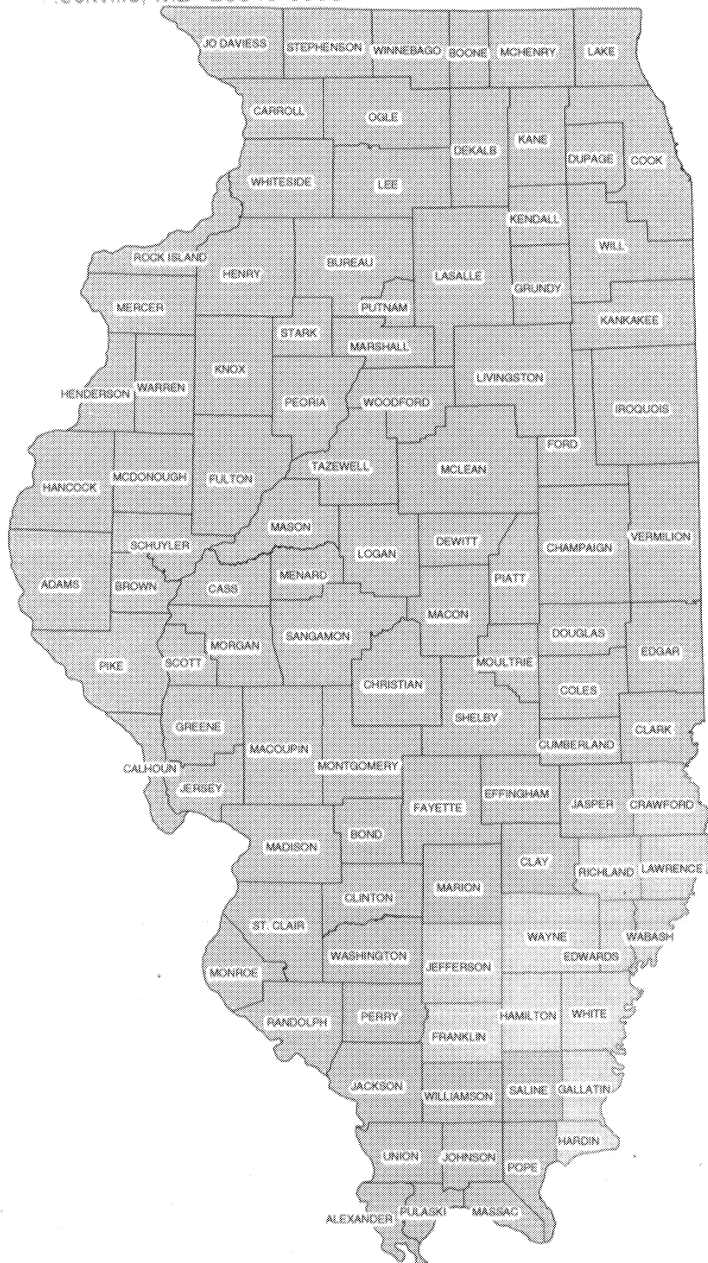 JO DAVIESS
STEPHENSON
WINNEBAGO
BOONE
MCHENRY
LAKE
CARROLL
OGLE
DEKALB
KANE
DUPAGE
COOK
WHITESIDE
LEE
KENDALL
WILL
ROCK ISLAND
HENRY
BUREAU
LASALLE
GRUNDY
MERCER
PUTNAM
KANKAKEE
STARK
MARSHALL
KNOX
HENDERSON
WARREN
PEORIA
WOODFORD
LIVINGSTON
IROQUOIS
FORD
HANCOCK
MCDONOUGH
FULTON
TAZEWELL
MCLEAN
MASON
SCHUYLER
LOGAN
DEWITT
CHAMPAIGN
VERMILION
ADAMS
BROWN
CASS
MENARD
PIATT
MACON
SANGAMON
MORGAN
DOUGLAS
EDGAR
PIKE
SCOTT
MOULTRIE
CHRISTIAN
COLES
SHELBY
GREENE
MACOUPIN
MONTGOMERY
CUMBERLAND
CLARK
CALHOUN
JERSEY
FAYETTE
EFFINGHAM
JASPER
CRAWFORD
MADISON
BOND
CLAY
RICHLAND
LAWRENCE
MARION
CLINTON
ST. CLAIR
WAYNE
EDWARDS
WABASH
WASHINGTON
JEFFERSON
MONROE
RANDOLPH
PERRY
HAMILTON
WHITE
FRANKLIN
JACKSON
WILLIAMSON
SALINE
GALLATIN
UNION
JOHNSON
POPE
HARDIN
ALEXANDER
PULASKI
MASSAC